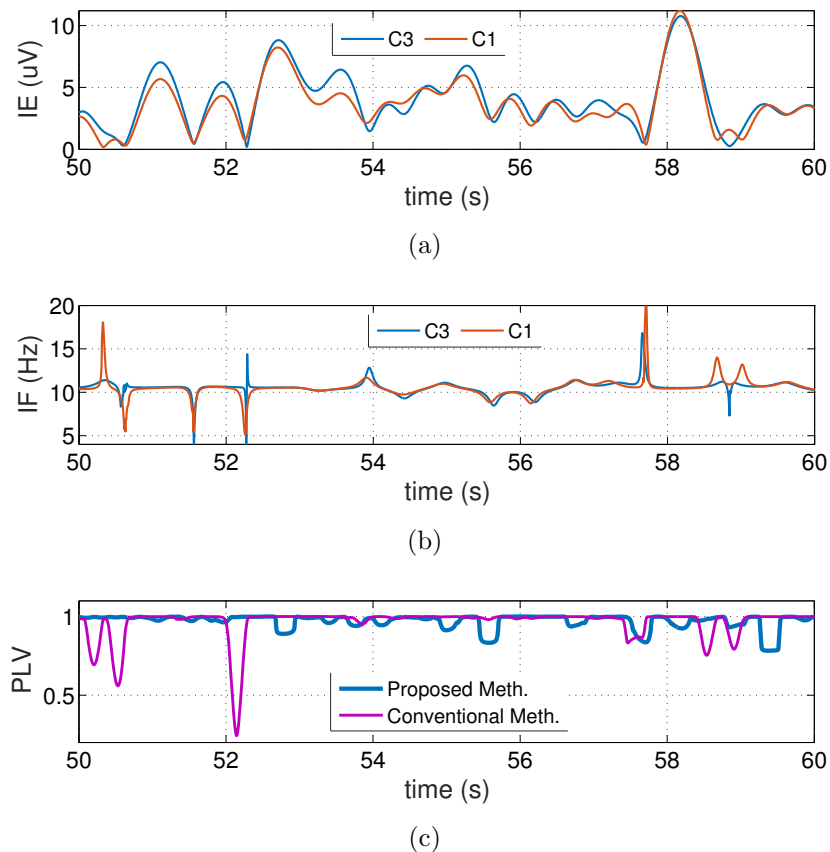 10
5
0
IE (uV)
C3 C1
50 52 54 56 58 60
time (s)
(a)
20
15
10
5
IF (Hz)
C3 C1
50 52 54 56 58 60
time (s)
(b)
1
0.5
PLV
Proposed Meth.
Conventional Meth.
50 52 54 56 58 60
time (s)
(c)